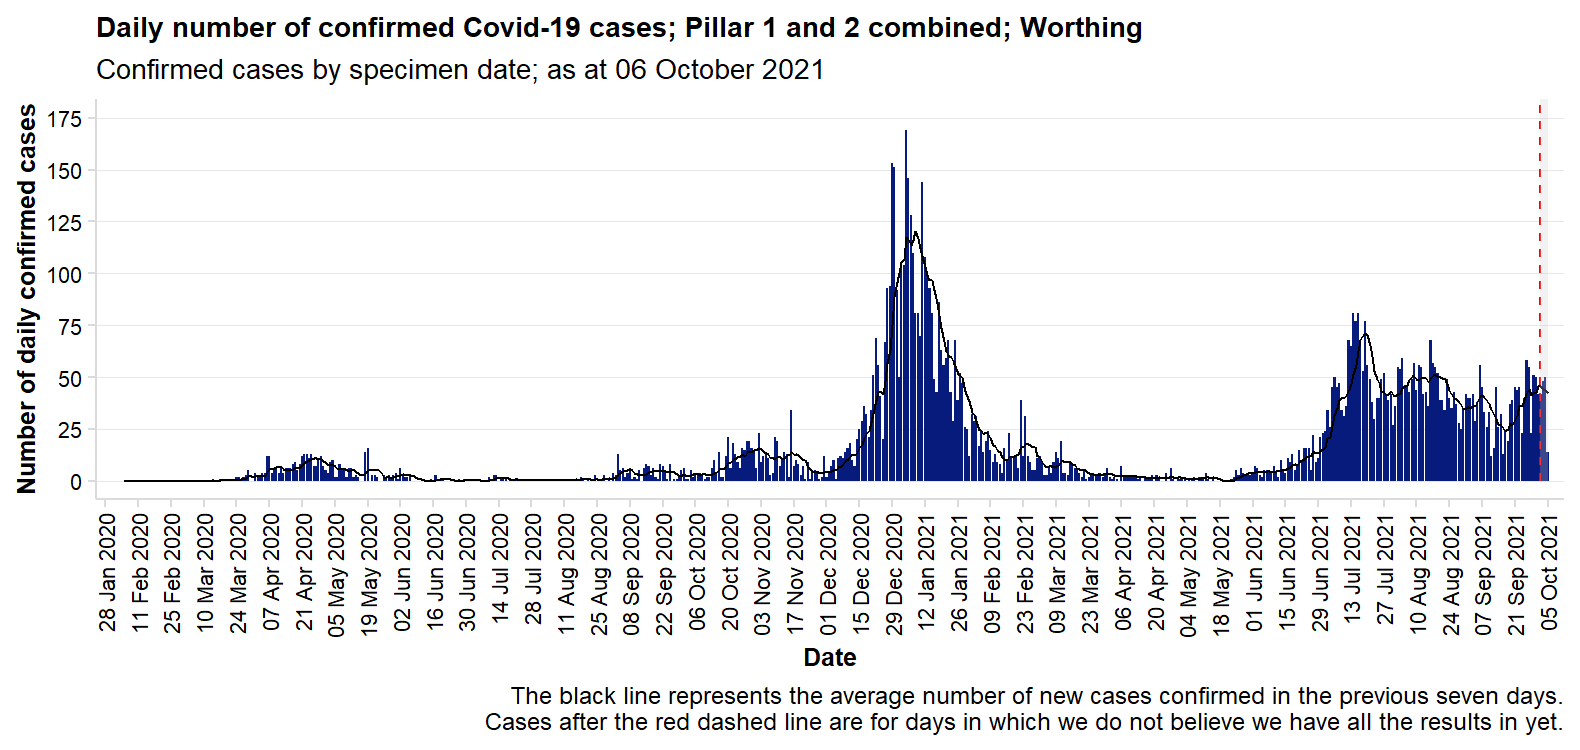 Daily number of confirmed Covid-19 cases; Pillar 1 and 2 combined; Worthing
Confirmed cases by specimen date; as at 06 October 2021
Number of daily confirmed cases
175
150
125
100
75
50
25
0
28 Jan 2020
11 Feb 2020
25 Feb 2020
10 Mar 2020
24 Mar 2020
07 Apr 2020
21 Apr 2020
05 May 2020
19 May 2020
02 Jun 2020
16 Jun 2020
30 Jun 2020
14 Jul 2020
28 Jul 2020
11 Aug 2020
25 Aug 2020
08 Sep 2020
22 Sep 2020
06 Oct 2020
20 Oct 2020
03 Nov 2020
17 Nov 2020
01 Dec 2020
15 Dec 2020
29 Dec 2020
12 Jan 2021
26 Jan 2021
09 Feb 2021
23 Feb 2021
09 Mar 2021
23 Mar 2021
06 Apr 2021
20 Apr 2021
04 May 2021
18 May 2021
01 Jun 2021
15 Jun 2021
29 Jun 2021
13 Jul 2021
27 Jul 2021
10 Aug 2021
24 Aug 2021
07 Sep 2021
21 Sep 2021
05 Oct 2021
Date
The black line represents the average number of new cases confirmed in the previous seven days.
Cases after the red dashed line are for days in which we do not believe we have all the results in yet.